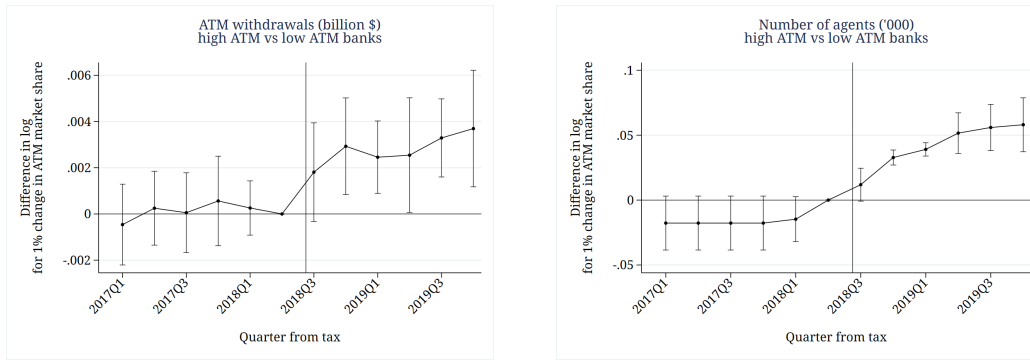 ATM withdrawals (billion $)
high ATM vs low ATM banks
Difference in log
for 1% change in ATM market share
.006
.004
.002
0
-.002
2017Q1
2017Q3
2018Q1
2018Q3
2019Q1
2019Q3
Quarter from tax
Number of agents ('000)
high ATM vs low ATM banks
Difference in log
for 1% change in ATM market share
.1
.05
0
-.05
2017Q1
2017Q3
2018Q1
2018Q3
2019Q1
2019Q3
Quarter from tax